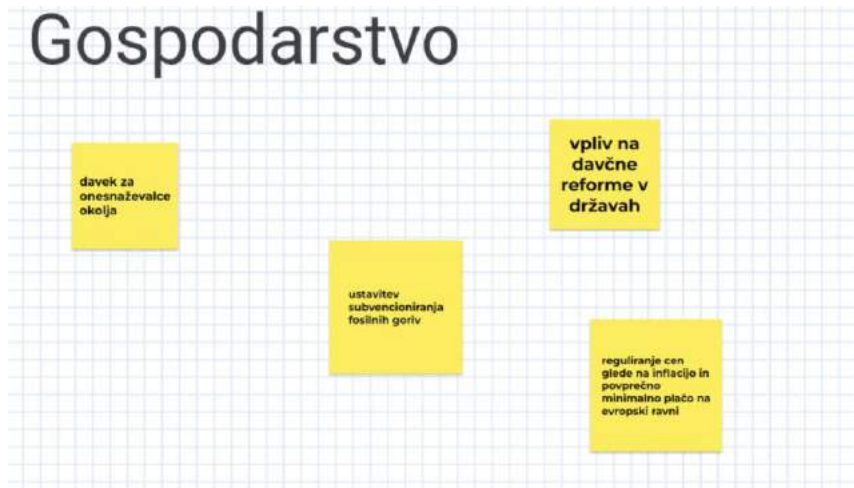 Gospodarstvo
davek za
onesnaževalce
okolja
vpliv na
davčne
reforme v
državah
ustavitev
subvencioniranja
fosilnih goriv
reguliranje cen
glede na inflacijo in
povprečno
minimalno plačo na
evropski ravni